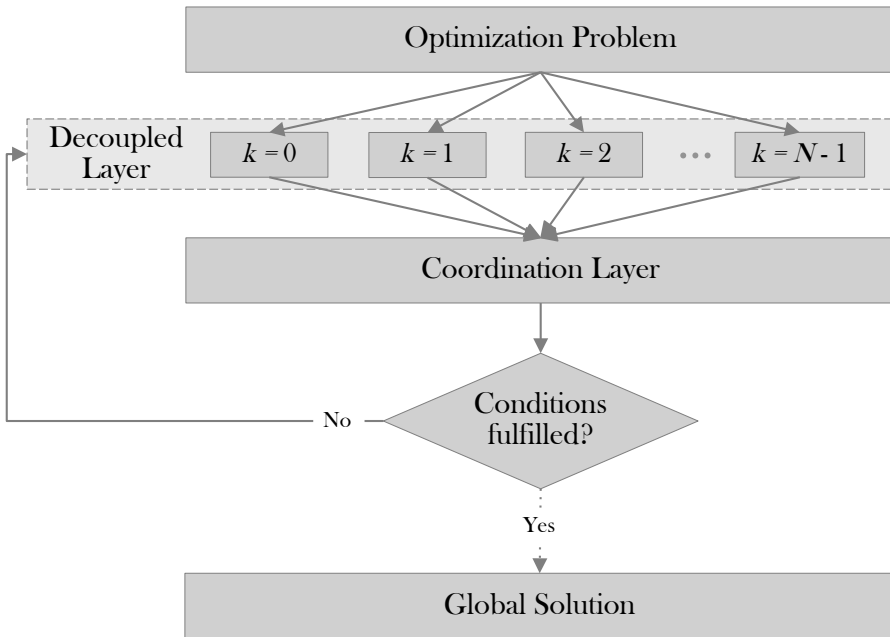 Optimization Problem
Decoupled
Layer
k = 0
k = 1
k = 2
...
k = N - 1
Coordination Layer
Conditions
fulfilled?
No
Yes
Global Solution